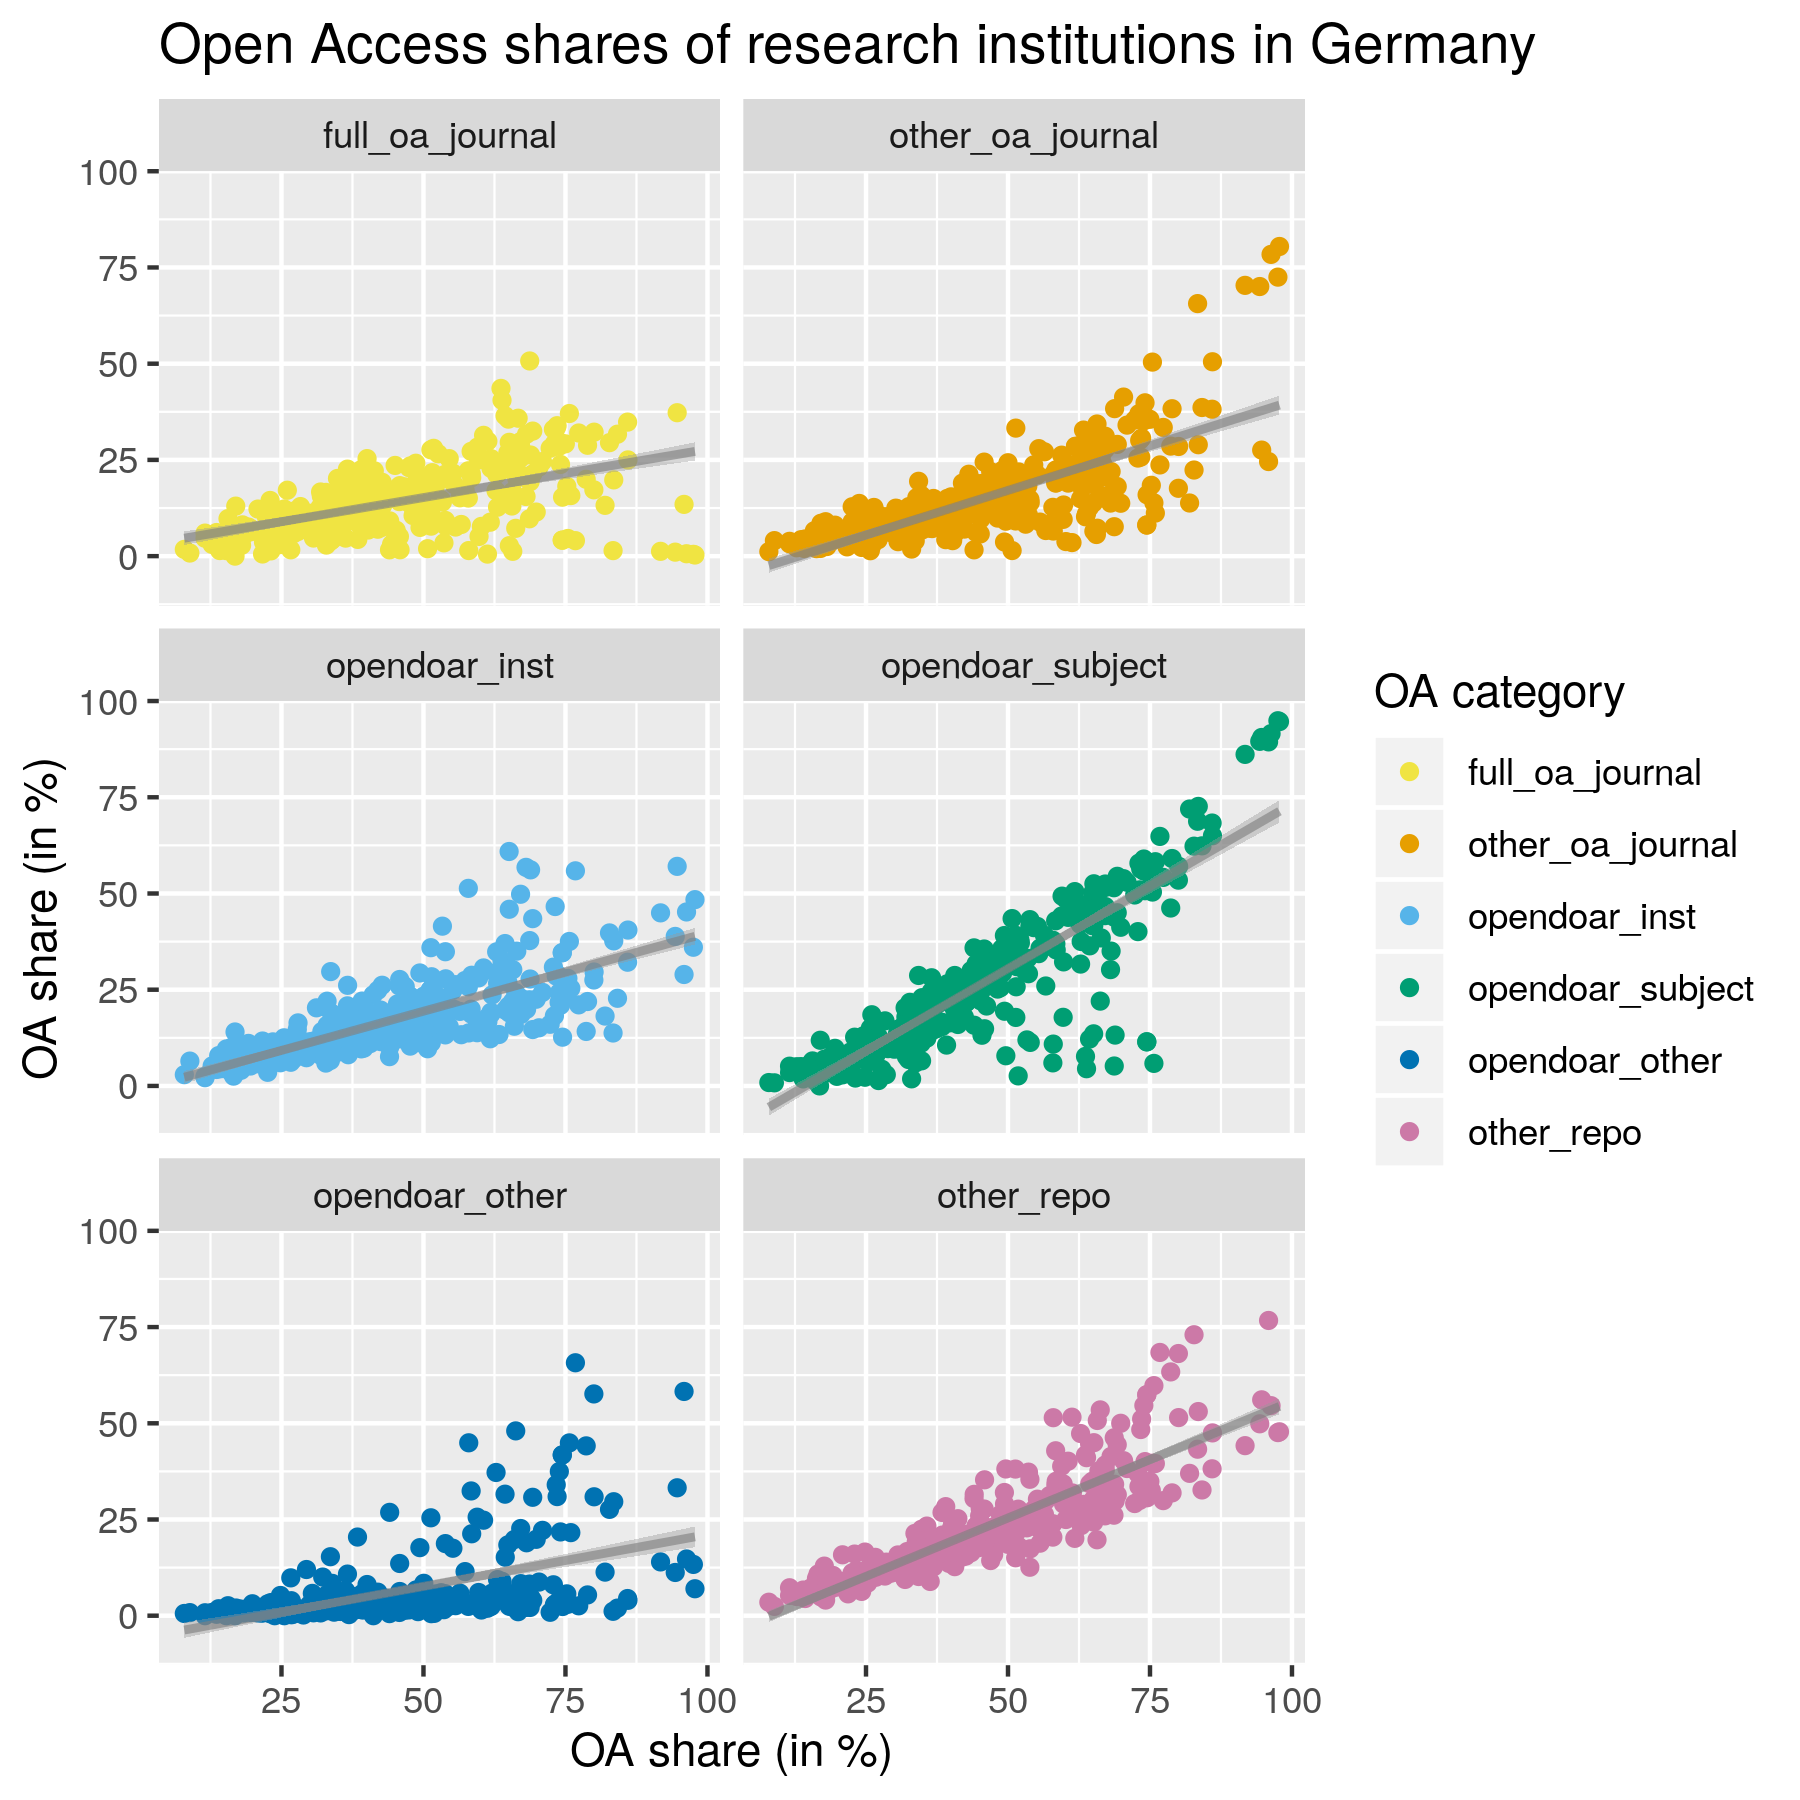 Open Access shares of research institutions in Germany
full_oa_journal
other_oa_journal
100
75
50
25
0
opendoar_inst
opendoar_subject
100
75
50
25
0
opendoar_other
other_repo
100
75
50
25
0
25
50
75
100
25
50
75
100
OA share (in %)
OA share (in %)
OA category
full_oa_journal
other_oa_journal
opendoar_inst
opendoar_subject
opendoar_other
other_repo